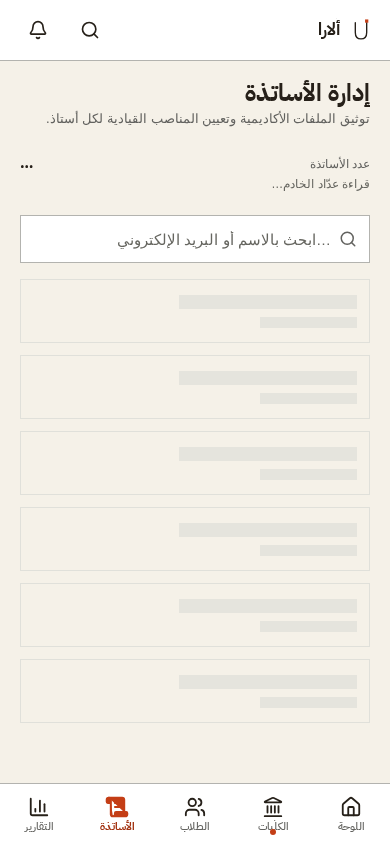 ألارا
إدارة الأساتذة
توثيق الملفات الأكاديمية وتعيين المناصب القيادية لكل أستاذ.
عدد الأساتذة
...
قراءة عدّاد الخادم...
ابحث بالاسم أو البريد الإلكتروني...
اللوحة
الكليات
الطلاب
الأساتذة
التقارير